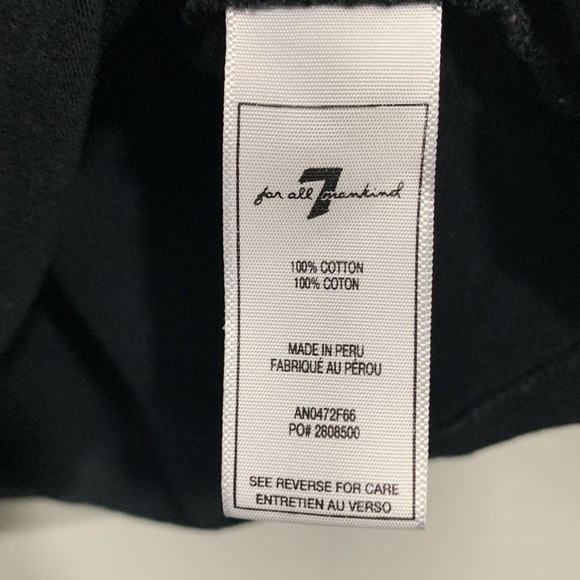 7
for all mankind
100% COTTON
100% COTON
MADE IN PERU
FABRIQUÉ AU PÉROU
AN0472F66
PO# 2808500
SEE REVERSE FOR CARE
ENTRETIEN AU VERSO